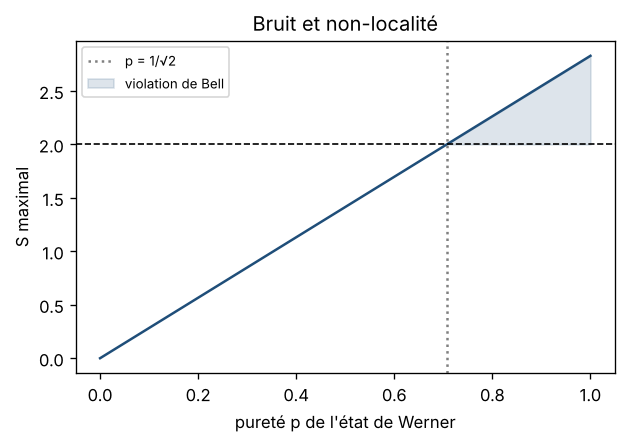 Bruit et non-localité
p = 1/√2
violation de Bell
S maximal
2.5
2.0
1.5
1.0
0.5
0.0
0.0 0.2 0.4 0.6 0.8 1.0
pureté p de l'état de Werner